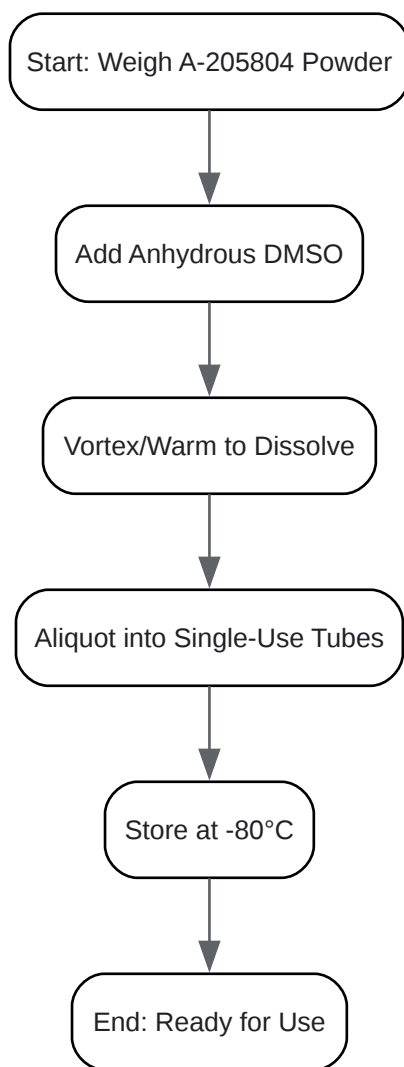 Start: Weigh A-205804 Powder
Add Anhydrous DMSO
Vortex/Warm to Dissolve
Aliquot into Single-Use Tubes
Store at -80°C
End: Ready for Use